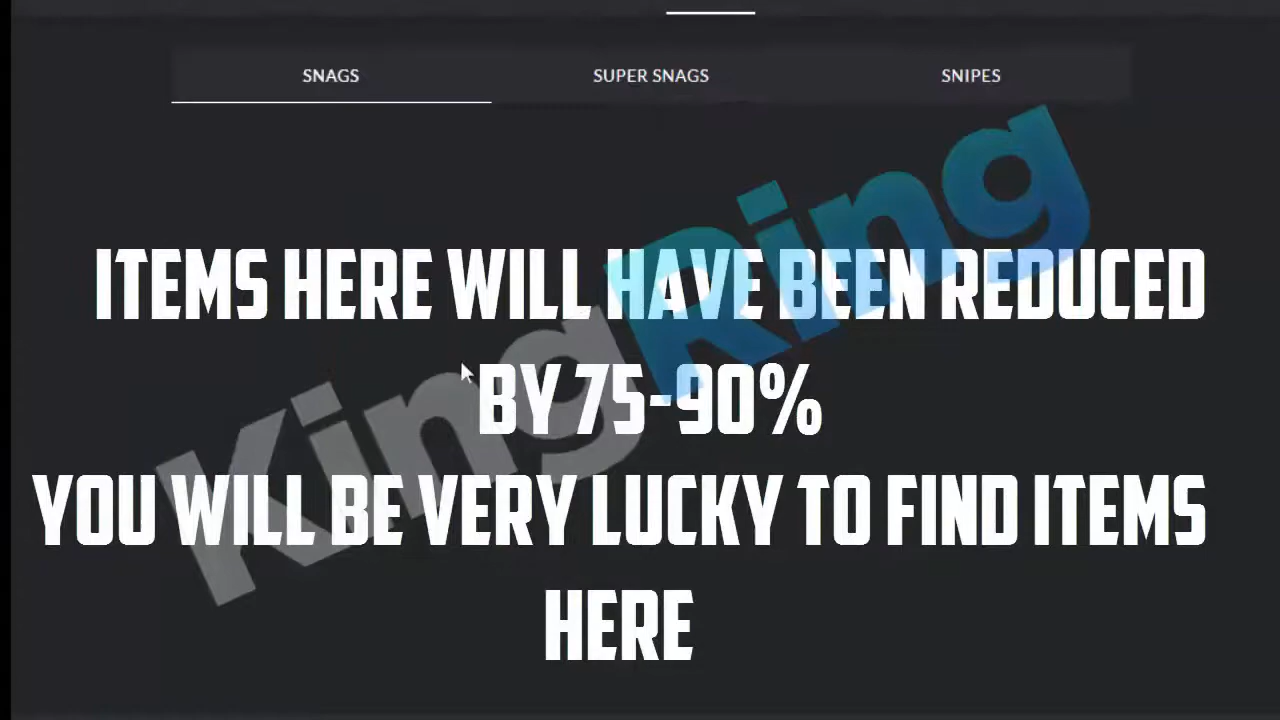 SNAGS SUPER SNAGS SNIPES
ITEMS HERE WILL HAVE BEEN REDUCED
BY 75-90%
YOU WILL BE VERY LUCKY TO FIND ITEMS
HERE
KingRing